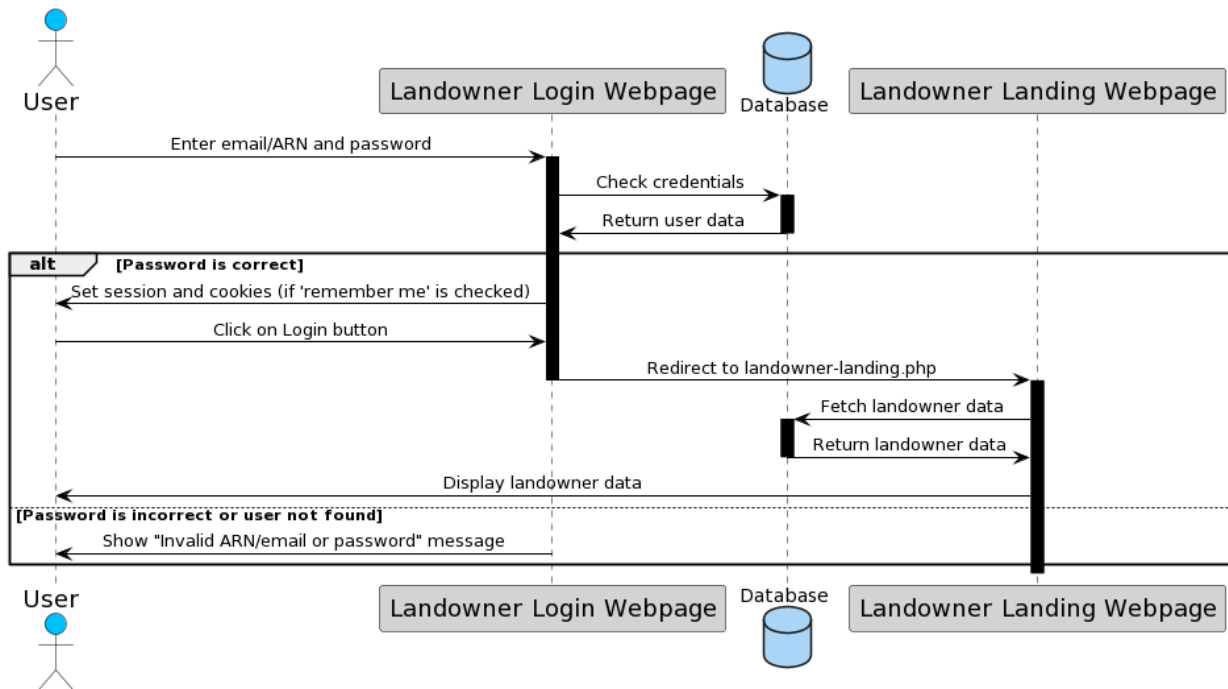 User
Landowner Login Webpage
Database
Landowner Landing Webpage
Enter email/ARN and password
Check credentials
Return user data
alt
[Password is correct]
Set session and cookies (if 'remember me' is checked)
Click on Login button
Redirect to landowner-landing.php
Fetch landowner data
Return landowner data
Display landowner data
[Password is incorrect or user not found]
Show "Invalid ARN/email or password" message
User
Landowner Login Webpage
Database
Landowner Landing Webpage